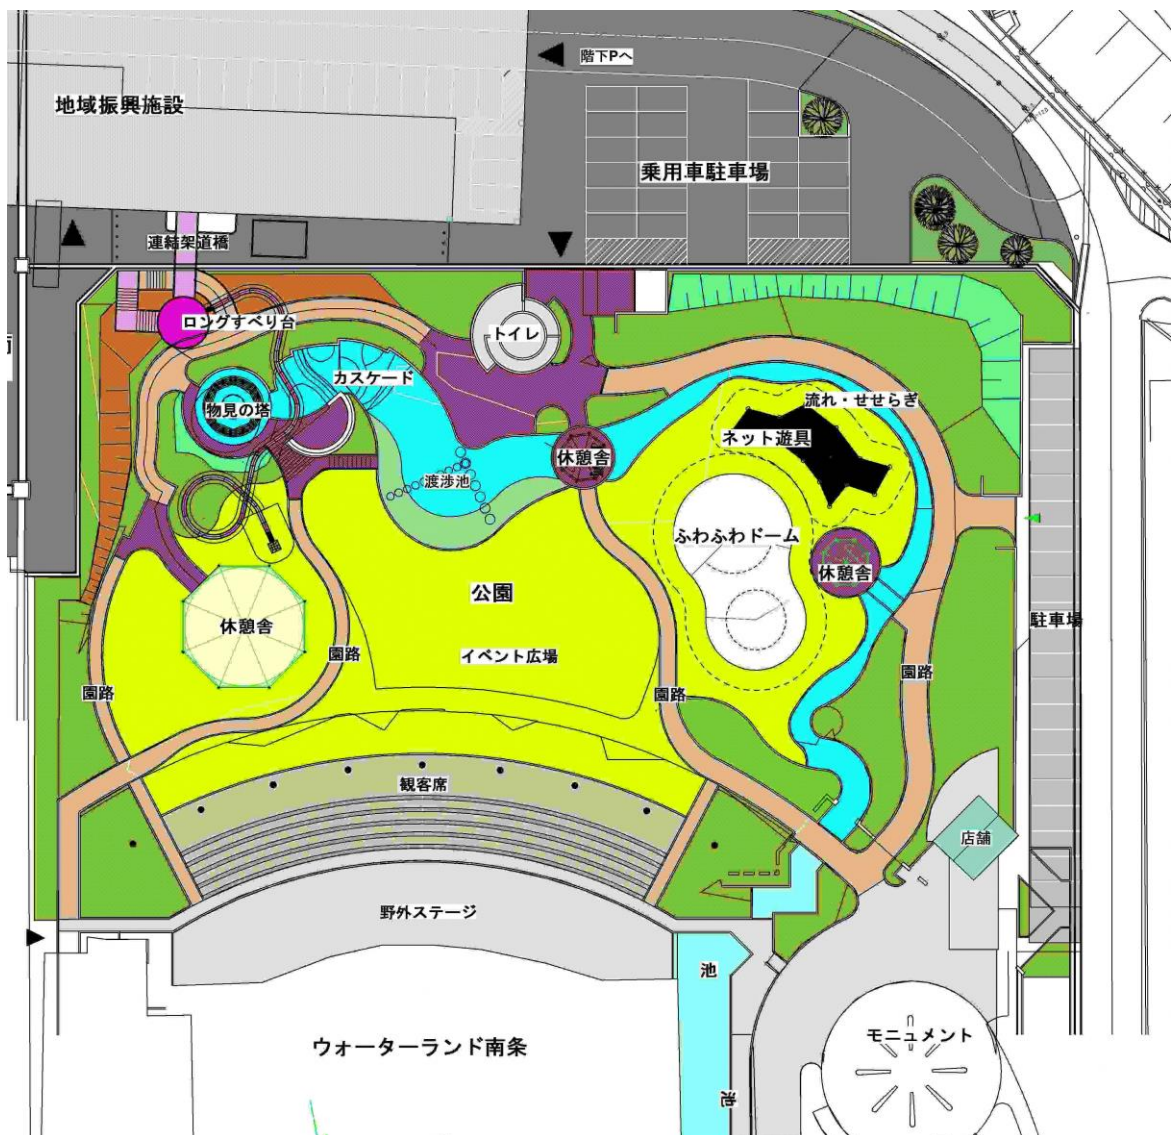 階下Pへ
地域振興施設
乗用車駐車場
連結架道橋
ロングすべり台
トイレ
カスケード
物見の塔
流れ・せせらぎ
ネット遊具
休憩舎
渡渉池
ふわふわドーム
休憩舎
公園
駐車場
休憩舎
イベント広場
園路
園路
園路
園路
観客席
店舗
野外ステージ
池
モニュメント
ウォーターランド南条
池